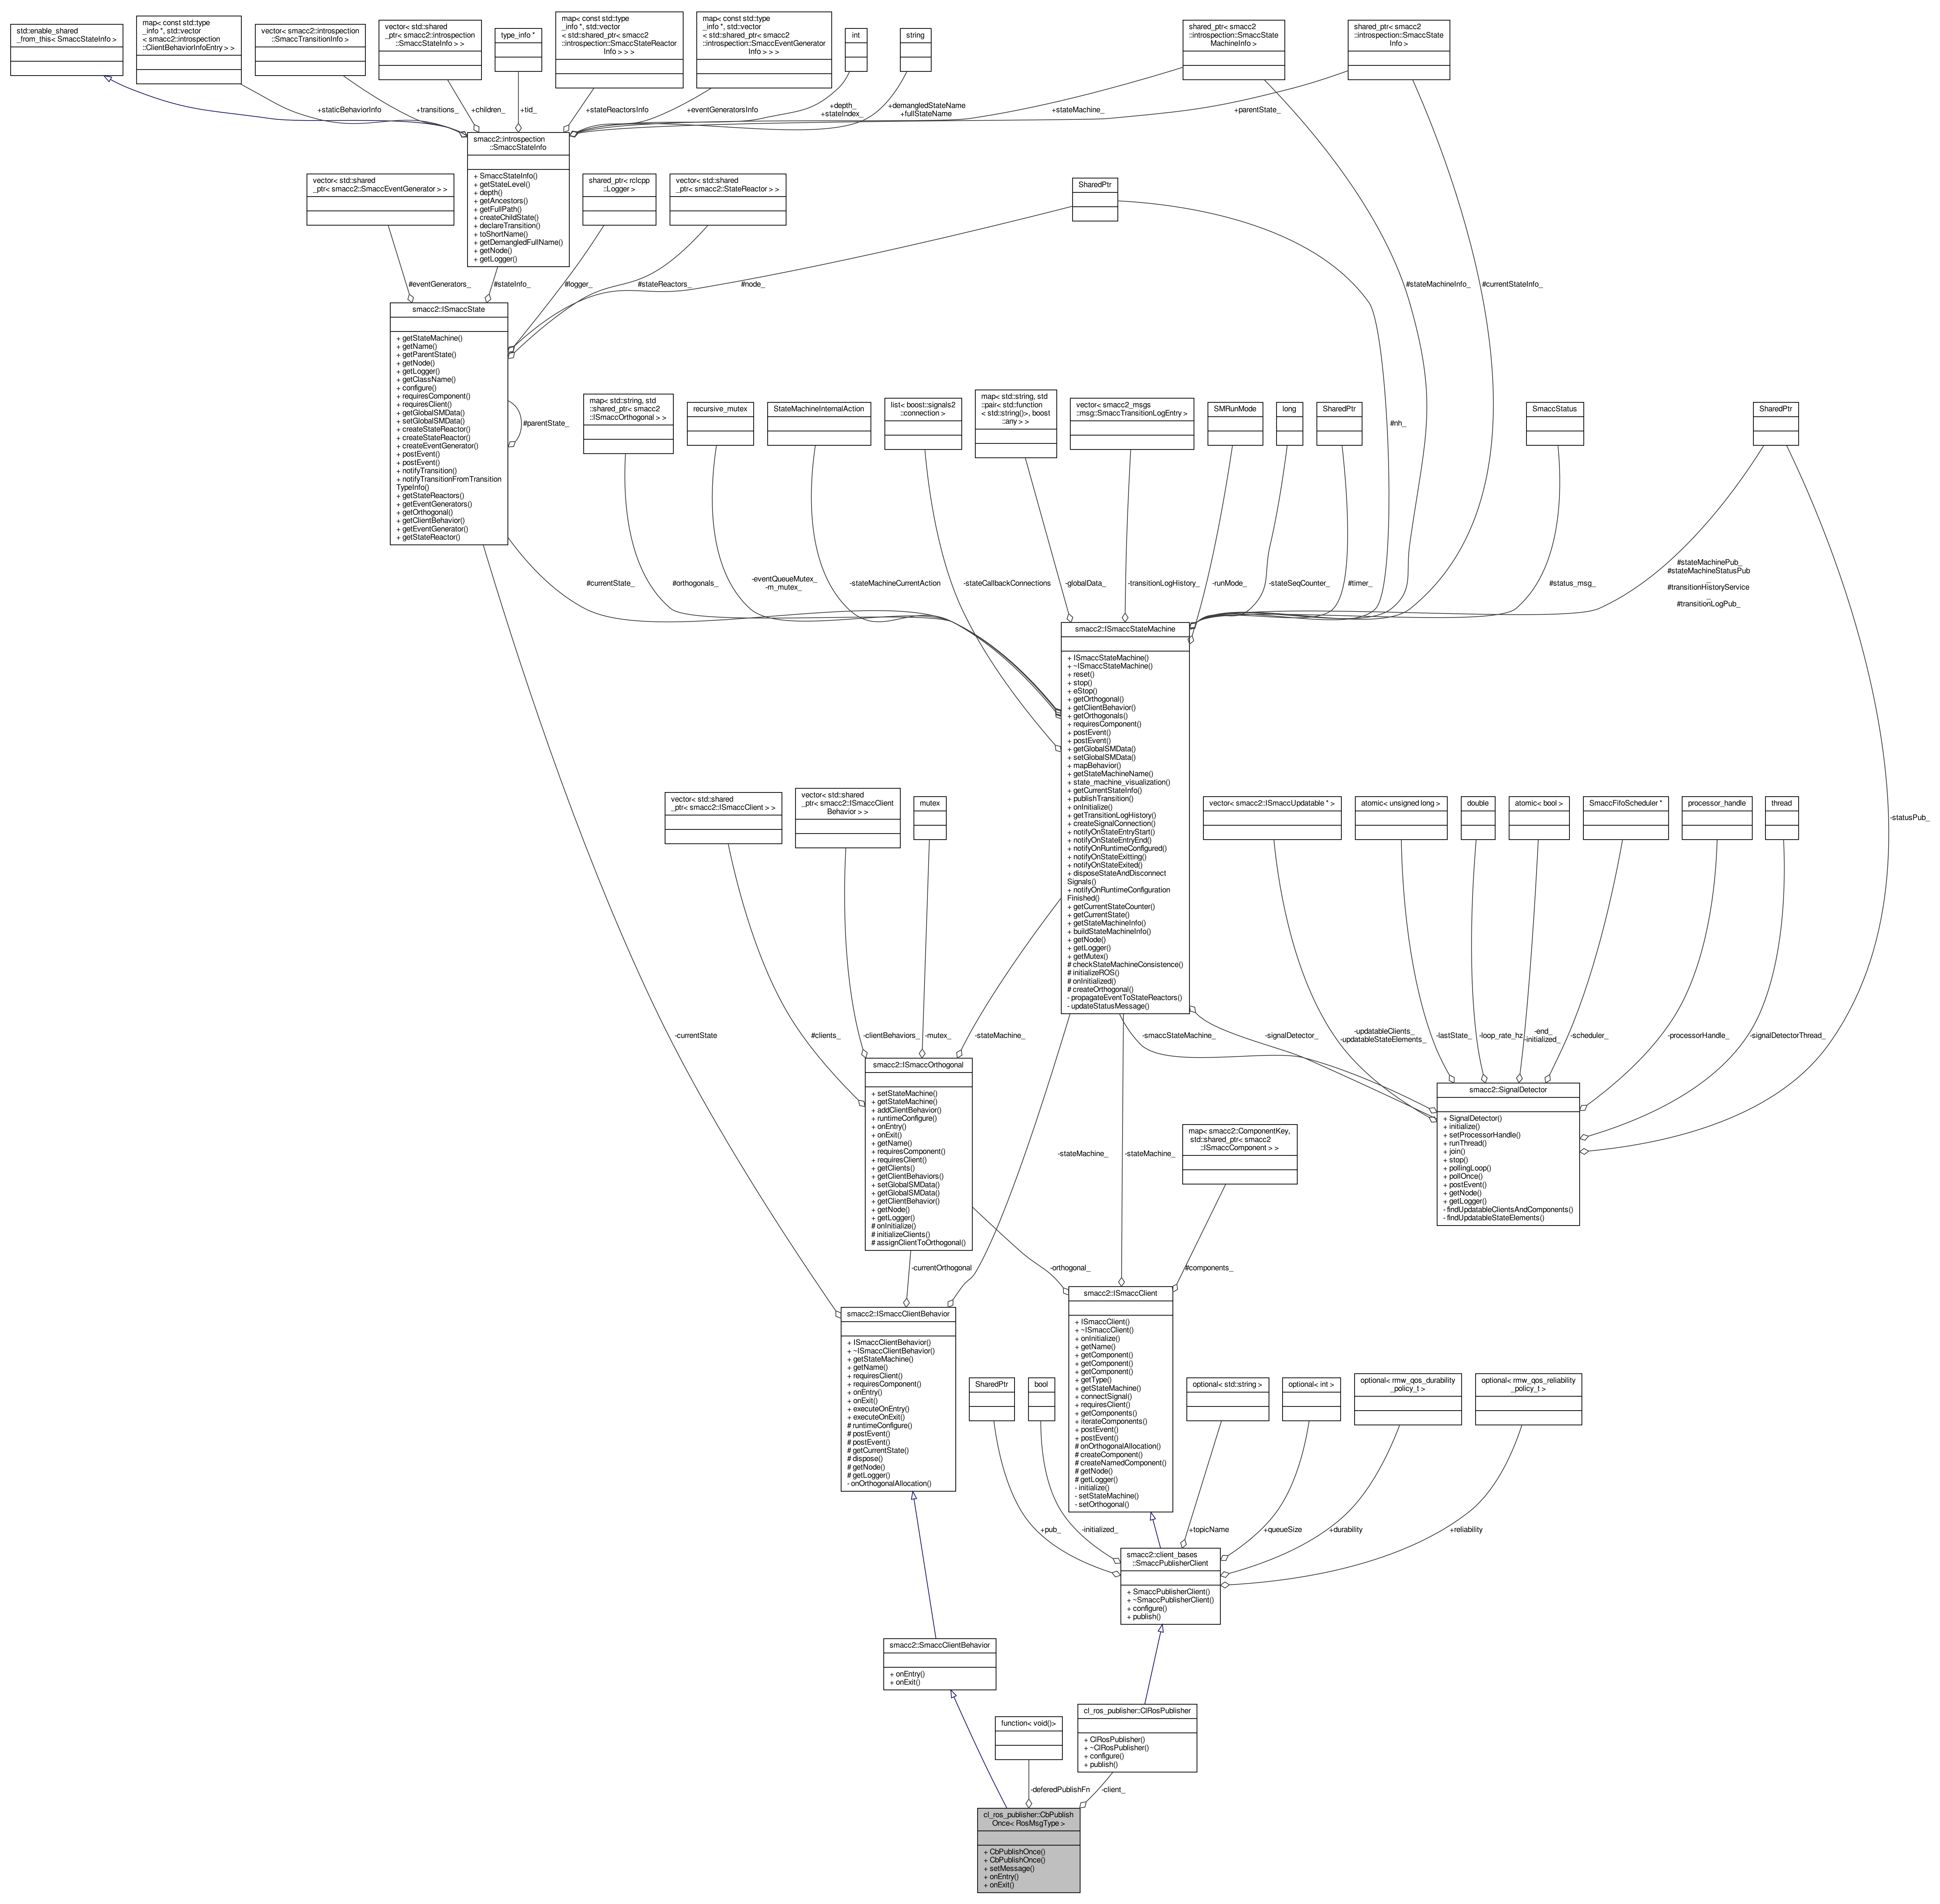 std::enable_shared
_from_this< SmaccStateInfo >
map< const std::type
_info *, std::vector
< smacc2::introspection
::ClientBehaviorInfoEntry > >
vector< smacc2::introspection
::SmaccTransitionInfo >
vector< std::shared
_ptr< smacc2::introspection
::SmaccStateInfo > >
type_info *
map< const std::type
_info *, std::vector
< std::shared_ptr< smacc2
::introspection::SmaccStateReactor
Info > > >
map< const std::type
_info *, std::vector
< std::shared_ptr< smacc2
::introspection::SmaccEventGenerator
Info > > >
int
string
shared_ptr< smacc2
::introspection::SmaccState
MachineInfo >
shared_ptr< smacc2
::introspection::SmaccState
Info >
+staticBehaviorInfo
+transitions_
+children_
+tid_
+stateReactorsInfo
+eventGeneratorsInfo
+depth_
+stateIndex_
+demangledStateName
+fullStateName
+stateMachine_
+parentState_
smacc2::introspection
::SmaccStateInfo
+ SmaccStateInfo()
+ getStateLevel()
+ depth()
+ getAncestors()
+ getFullPath()
+ createChildState()
+ declareTransition()
+ toShortName()
+ getDemangledFullName()
+ getNode()
+ getLogger()
vector< std::shared
_ptr< smacc2::SmaccEventGenerator > >
shared_ptr< rclcpp
::Logger >
vector< std::shared
_ptr< smacc2::StateReactor > >
SharedPtr
#eventGenerators_
#stateInfo_
#logger_
#stateReactors_
#node_
#stateMachineInfo_
#currentStateInfo_
smacc2::ISmaccState
+ getStateMachine()
+ getName()
+ getParentState()
+ getNode()
+ getLogger()
+ getClassName()
+ configure()
+ requiresComponent()
+ requiresClient()
+ getGlobalSMData()
+ setGlobalSMData()
+ createStateReactor()
+ createStateReactor()
+ createEventGenerator()
+ postEvent()
+ postEvent()
+ notifyTransition()
+ notifyTransitionFromTransition
TypeInfo()
+ getStateReactors()
+ getEventGenerators()
+ getOrthogonal()
+ getClientBehavior()
+ getEventGenerator()
+ getStateReactor()
#parentState_
#nh_
map< std::string, std
::shared_ptr< smacc2
::ISmaccOrthogonal > >
recursive_mutex
StateMachineInternalAction
list< boost::signals2
::connection >
map< std::string, std
::pair< std::function
< std::string()>, boost
::any > >
vector< smacc2_msgs
::msg::SmaccTransitionLogEntry >
SMRunMode
long
SharedPtr
SmaccStatus
SharedPtr
#currentState_
#orthogonals_
-eventQueueMutex_
-m_mutex_
-stateMachineCurrentAction
-stateCallbackConnections
-globalData_
-transitionLogHistory_
-runMode_
-stateSeqCounter_
#timer_
#status_msg_
#stateMachinePub_
#stateMachineStatusPub
_
#transitionHistoryService
_
#transitionLogPub_
smacc2::ISmaccStateMachine
+ ISmaccStateMachine()
+ ~ISmaccStateMachine()
+ reset()
+ stop()
+ eStop()
+ getOrthogonal()
+ getClientBehavior()
+ getOrthogonals()
+ requiresComponent()
+ postEvent()
+ postEvent()
+ getGlobalSMData()
+ setGlobalSMData()
+ mapBehavior()
+ getStateMachineName()
+ state_machine_visualization()
+ getCurrentStateInfo()
+ publishTransition()
+ onInitialize()
+ getTransitionLogHistory()
+ createSignalConnection()
+ notifyOnStateEntryStart()
+ notifyOnStateEntryEnd()
+ notifyOnRuntimeConfigured()
+ notifyOnStateExitting()
+ notifyOnStateExited()
+ disposeStateAndDisconnect
Signals()
+ notifyOnRuntimeConfiguration
Finished()
+ getCurrentStateCounter()
+ getCurrentState()
+ getStateMachineInfo()
+ buildStateMachineInfo()
+ getNode()
+ getLogger()
+ getMutex()
# checkStateMachineConsistence()
# initializeROS()
# onInitialized()
# createOrthogonal()
- propagateEventToStateReactors()
- updateStatusMessage()
vector< std::shared
_ptr< smacc2::ISmaccClient > >
vector< std::shared
_ptr< smacc2::ISmaccClient
Behavior > >
mutex
vector< smacc2::ISmaccUpdatable * >
atomic< unsigned long >
double
atomic< bool >
SmaccFifoScheduler *
processor_handle
thread
-statusPub_
-currentState
#clients_
-clientBehaviors_
-mutex_
-stateMachine_
-smaccStateMachine_
-signalDetector_
-updatableClients_
-updatableStateElements_
-lastState_
-loop_rate_hz
-end_
-initialized_
-scheduler_
-processorHandle_
-signalDetectorThread_
smacc2::ISmaccOrthogonal
+ setStateMachine()
+ getStateMachine()
+ addClientBehavior()
+ runtimeConfigure()
+ onEntry()
+ onExit()
+ getName()
+ requiresComponent()
+ requiresClient()
+ getClients()
+ getClientBehaviors()
+ setGlobalSMData()
+ getGlobalSMData()
+ getClientBehavior()
+ getNode()
+ getLogger()
# onInitialize()
# initializeClients()
# assignClientToOrthogonal()
smacc2::SignalDetector
+ SignalDetector()
+ initialize()
+ setProcessorHandle()
+ runThread()
+ join()
+ stop()
+ pollingLoop()
+ pollOnce()
+ postEvent()
+ getNode()
+ getLogger()
- findUpdatableClientsAndComponents()
- findUpdatableStateElements()
-stateMachine_
-stateMachine_
map< smacc2::ComponentKey,
std::shared_ptr< smacc2
::ISmaccComponent > >
-currentOrthogonal
-orthogonal_
#components_
smacc2::ISmaccClientBehavior
+ ISmaccClientBehavior()
+ ~ISmaccClientBehavior()
+ getStateMachine()
+ getName()
+ requiresClient()
+ requiresComponent()
+ onEntry()
+ onExit()
+ executeOnEntry()
+ executeOnExit()
# runtimeConfigure()
# postEvent()
# postEvent()
# getCurrentState()
# dispose()
# getNode()
# getLogger()
- onOrthogonalAllocation()
smacc2::ISmaccClient
+ ISmaccClient()
+ ~ISmaccClient()
+ onInitialize()
+ getName()
+ getComponent()
+ getComponent()
+ getComponent()
+ getType()
+ getStateMachine()
+ connectSignal()
+ requiresClient()
+ getComponents()
+ iterateComponents()
+ postEvent()
+ postEvent()
# onOrthogonalAllocation()
# createComponent()
# createNamedComponent()
# getNode()
# getLogger()
- initialize()
- setStateMachine()
- setOrthogonal()
SharedPtr
bool
optional< std::string >
optional< int >
optional< rmw_qos_durability
_policy_t >
optional< rmw_qos_reliability
_policy_t >
+pub_
-initialized_
+topicName
+queueSize
+durability
+reliability
smacc2::client_bases
::SmaccPublisherClient
+ SmaccPublisherClient()
+ ~SmaccPublisherClient()
+ configure()
+ publish()
smacc2::SmaccClientBehavior
+ onEntry()
+ onExit()
function< void()>
cl_ros_publisher::ClRosPublisher
+ ClRosPublisher()
+ ~ClRosPublisher()
+ configure()
+ publish()
-deferedPublishFn
-client_
cl_ros_publisher::CbPublish
Once< RosMsgType >
+ CbPublishOnce()
+ CbPublishOnce()
+ setMessage()
+ onEntry()
+ onExit()